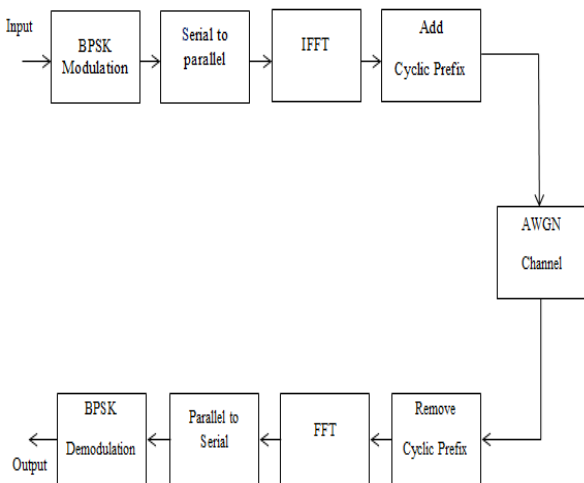 Input
BPSK
Modulation
Serial to
parallel
IFFT
Add
Cyclic Prefix
AWGN
Channel
Remove
Cyclic Prefix
FFT
Parallel to
Serial
BPSK
Demodulation
Output